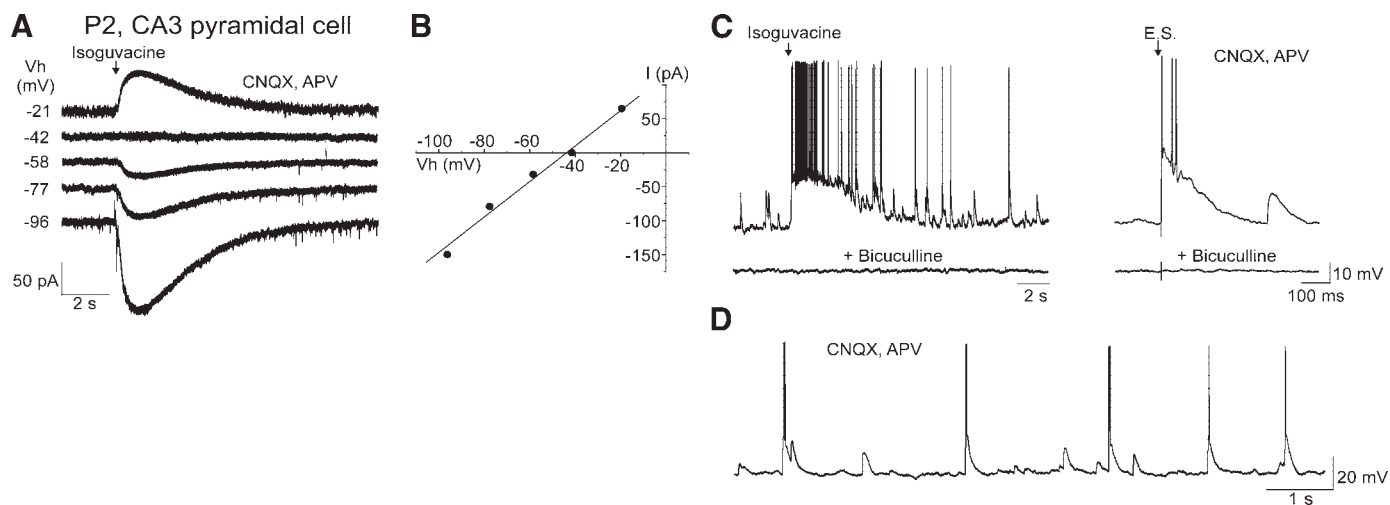 A P2, CA3 pyramidal cell
Isoguvacine
Vh
(mV)
CNQX, APV
-21
-42
-58
-77
-96
50 pA
2 s
B
I (pA)
50
-100 -80 -60
Vh (mV) -40 -20
-50
-100
-150
C
Isoguvacine
+ Bicuculline
2 s
E.S.
CNQX, APV
+ Bicuculline
10 mV
100 ms
D
CNQX, APV
20 mV
1 s